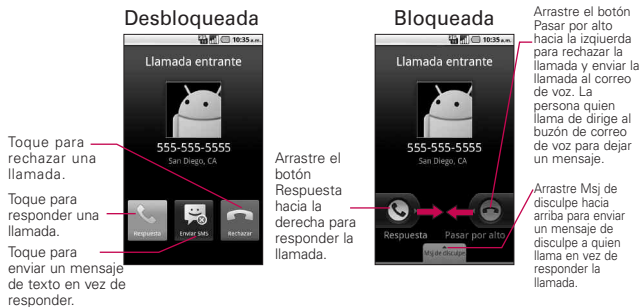 Desbloqueada
10:35 a.m.
Llamada entrante
555-555-5555
San Diego, CA
Respuesta
Enviar SMS
Rechazar
Toque para
rechazar una
llamada.
Toque para
responder una
llamada.
Toque para
enviar un mensaje
de texto en vez de
responder.
Bloqueada
10:35 a.m.
Llamada entrante
555-555-5555
San Diego, CA
Respuesta
Pasar por alto
Msj de disculpe
Arrastre el
botón
Respuesta
hacia la
derecha para
responder la
llamada.
Arrastre el botón
Pasar por alto
hacia la izqiuerda
para rechazar la
llamada y enviar la
llamada al correo
de voz. La
persona quien
llama de dirige al
buzón de correo
de voz para dejar
un mensaje.
Arrastre Msj de
disculpe hacia
arriba para enviar
un mensaje de
disculpe a quien
llama en vez de
responder la
llamada.